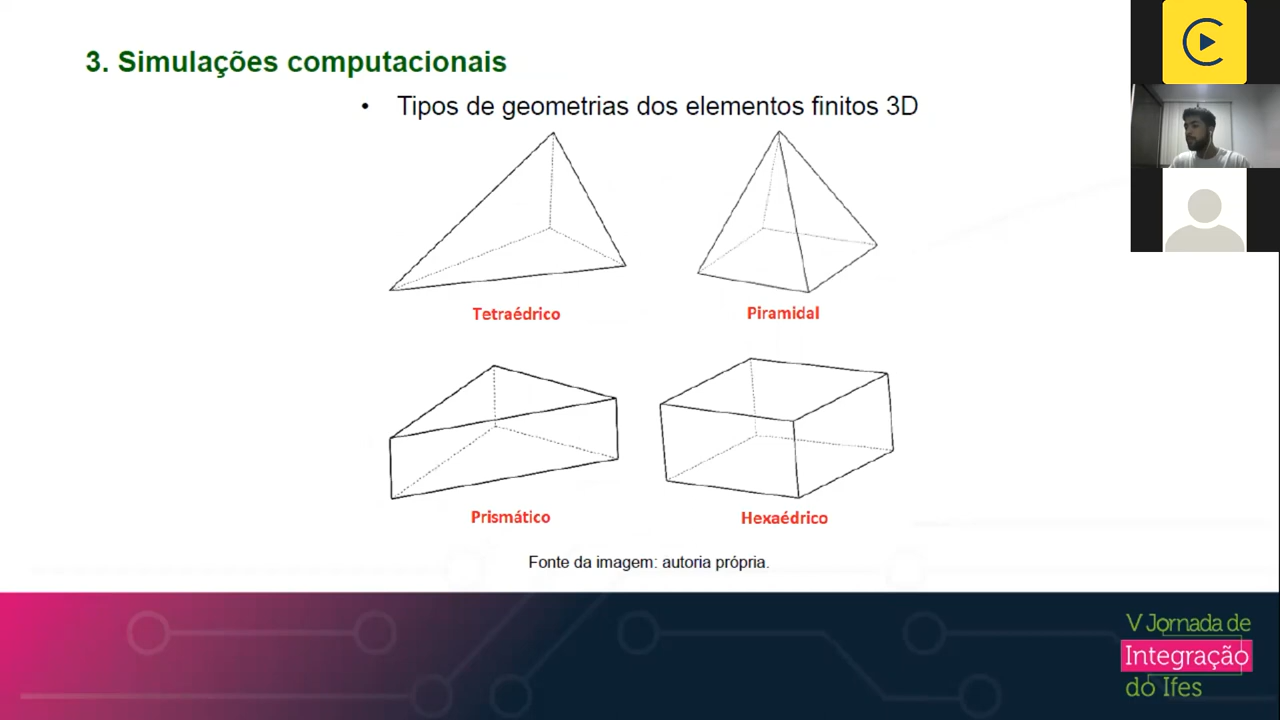 3. Simulações computacionais
• Tipos de geometrias dos elementos finitos 3D
Tetraédrico
Piramidal
Prismático
Hexaédrico
Fonte da imagem: autoria própria.
V Jornada de
Integração
do Ifes